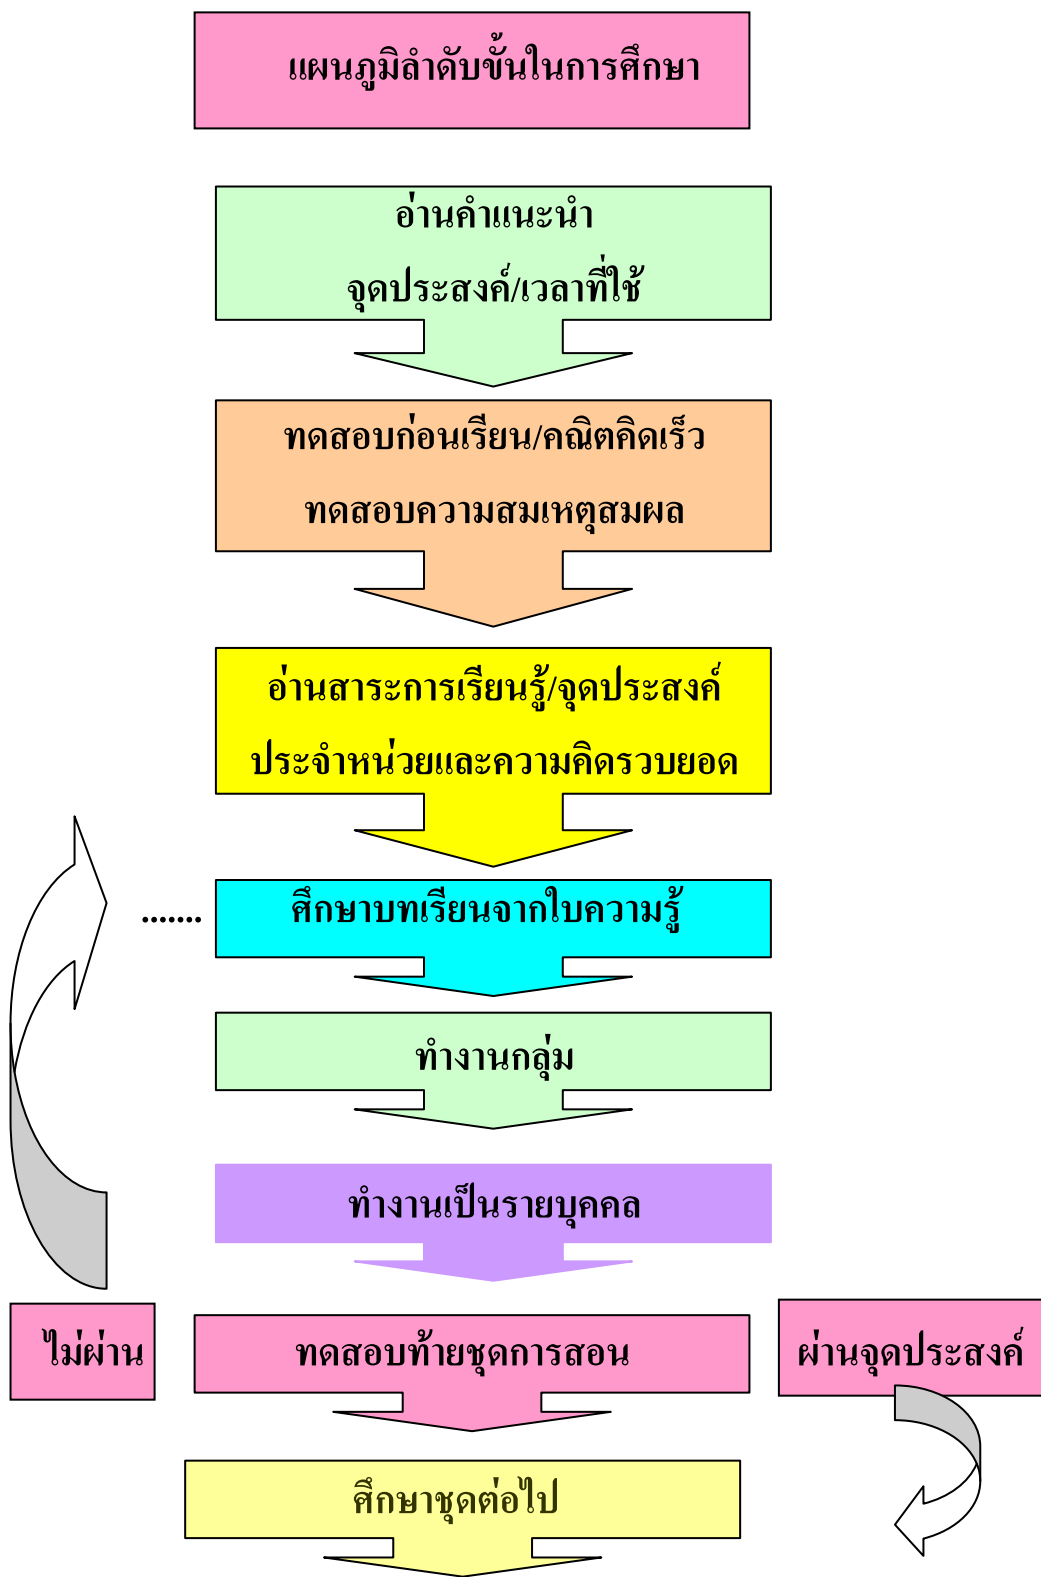 แผนภูมิลำดับขั้นในการศึกษา
อ่านคำแนะนำ
จุดประสงค์/เวลาที่ใช้
ทดสอบก่อนเรียน/คณิตคิดเร็ว
ทดสอบความสมเหตุสมผล
อ่านสาระการเรียนรู้/จุดประสงค์
ประจำหน่วยและความคิดรวบยอด
....... ศึกษาบทเรียนจากใบความรู้
ทำงานกลุ่ม
ทำงานเป็นรายบุคคล
ไม่ผ่าน
ทดสอบท้ายชุดการสอน
ผ่านจุดประสงค์
ศึกษาชุดต่อไป